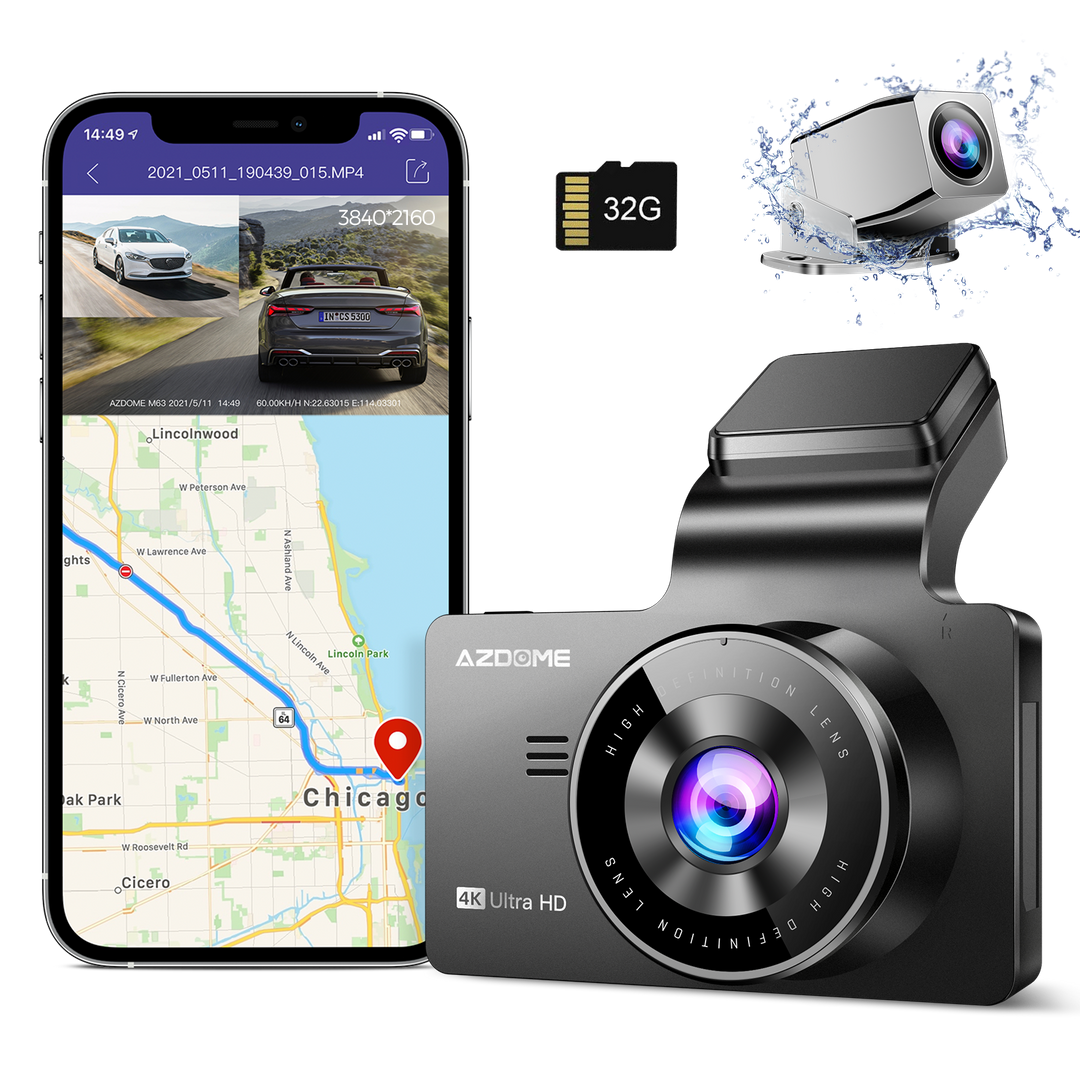 14:49
2021_0511_190439_015.MP4
3840*2160
IN*CS 5300
AZDOME M63 2021/5/11 14:49 60.00KH/H N:22.63015 E:114.03301
Lincolnwood
W Peterson Ave
N Ashland Ave
W Lawrence Ave
ghts
N Lincoln Ave
Lincoln Park
k
N Cicero Ave
W Fullerton Ave
64
W North Ave
Chicago
Oak Park
W Roosevelt Rd
Cicero
32G
R
AZDOME
HIGH DEFINITION LENS
HIGH DEFINITION LENS
4K Ultra HD